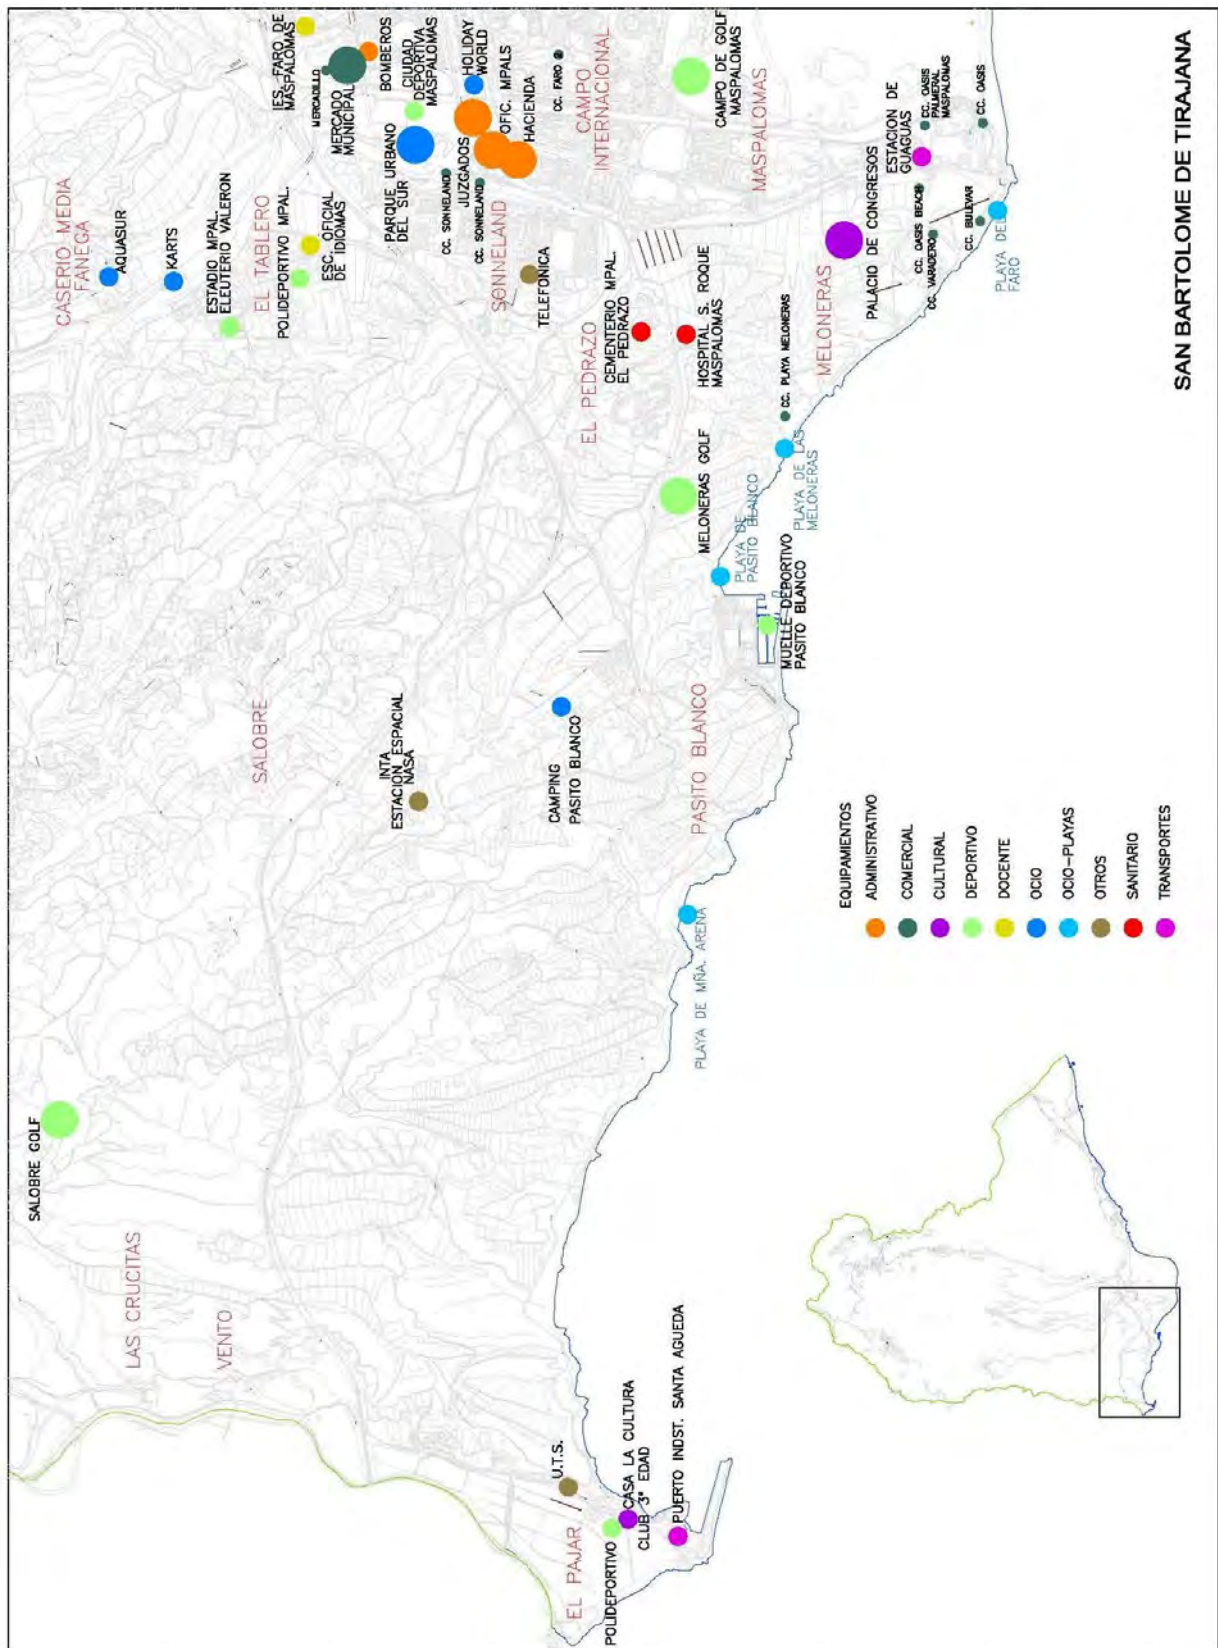 SAN BARTOLOME DE TIRAJANA
LAS CRUCITAS
VENTO
SALOBRE GOLF
SALOBRE
INTA
ESTACION ESPACIAL
NASA
CAMPING
PASITO BLANCO
CASERIO MEDIA
FANEGA
AQUASUR
KARTS
ESTADIO MPAL.
ELEUTERIO VALERON
EL TABLERO
POLIDEPORTIVO MPAL.
ESC. OFICIAL
DE IDIOMAS
IES. FARO DE
MASPALOMAS
MERCADILLO
MERCADO
MUNICIPAL
BOMBEROS
CIUDAD
DEPORTIVA
MASPALOMAS
PARQUE URBANO
DEL SUR
HOLIDAY
WORLD
CC. SONNELAND
JUZGADOS
CC. SONNELAND
OFIC. MPALS
HACIENDA
SONNELAND
TELEFONICA
CC. FARO 2
CAMPO
INTERNACIONAL
EL PEDRAZO
CEMENTERIO MPAL.
EL PEDRAZO
HOSPITAL S. ROQUE
MASPALOMAS
CAMPO DE GOLF
MASPALOMAS
MASPALOMAS
MELONERAS GOLF
PLAYA DE
PASITO BLANCO
MUELLE DEPORTIVO
PASITO BLANCO
PLAYA DE LAS
MELONERAS
CC. PLAYA MELONERAS
MELONERAS
PALACIO DE CONGRESOS
ESTACION DE
GUAGUAS
CC. OASIS
PALMERAL
MASPALOMAS
CC. OASIS BEACH
CC. VARADERO
CC. BULEVAR
CC. OASIS
PLAYA DEL
FARO
PASITO BLANCO
PLAYA DE MÑA. ARENA
U.T.S.
EL PAJAR
POLIDEPORTIVO
CASA LA CULTURA
CLUB 3ª EDAD
PUERTO INDST. SANTA AGUEDA
EQUIPAMIENTOS
ADMINISTRATIVO
COMERCIAL
CULTURAL
DEPORTIVO
DOCENTE
OCIO
OCIO-PLAYAS
OTROS
SANITARIO
TRANSPORTES